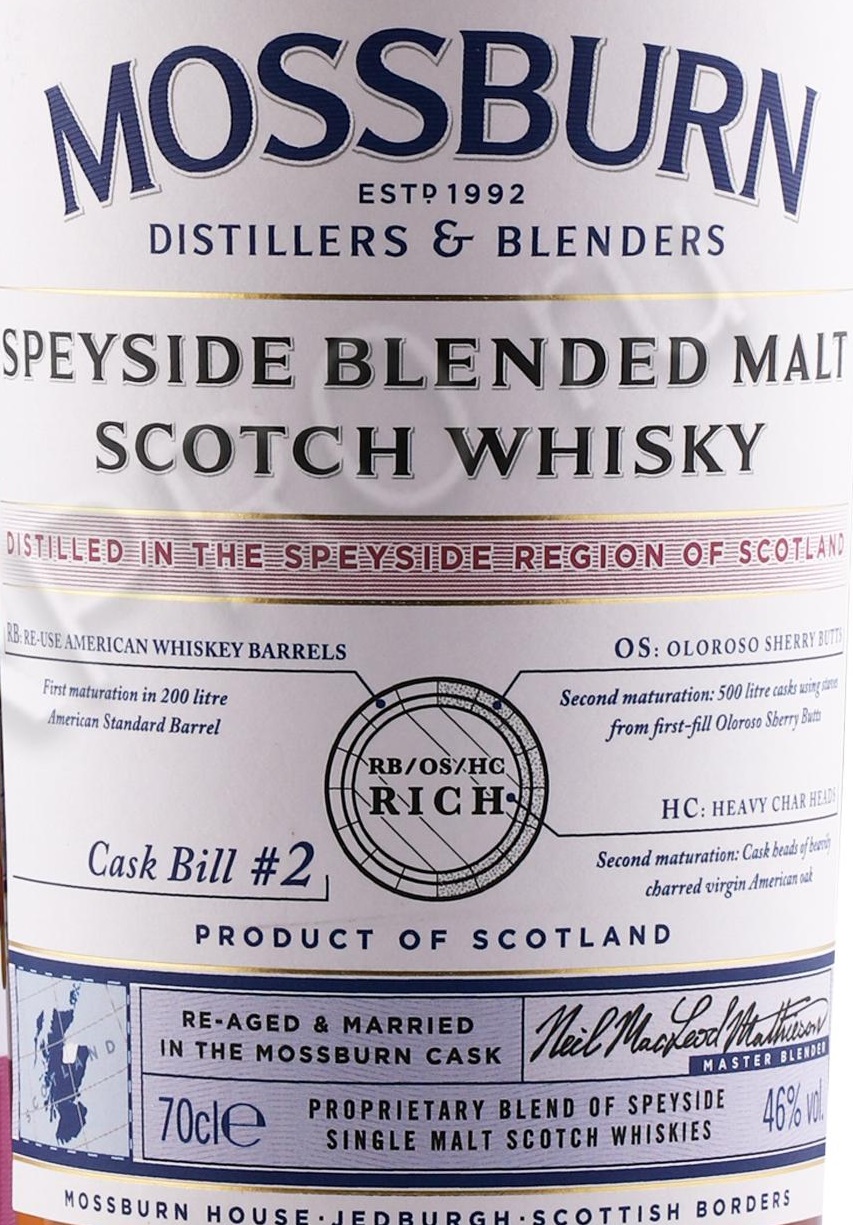 MOSSBURN
ESTD 1992
DISTILLERS & BLENDERS
SPEYSIDE BLENDED MALT
SCOTCH WHISKY
DISTILLED IN THE SPEYSIDE REGION OF SCOTLAND
RB: RE-USE AMERICAN WHISKEY BARRELS
First maturation in 200 litre
American Standard Barrel
OS: OLOROSO SHERRY BUTTS
Second maturation: 500 litre casks using staves
from first-fill Oloroso Sherry Butts
RB/OS/HC
RICH
HC: HEAVY CHAR HEADS
Second maturation: Cask heads of heavily
charred virgin American oak
Cask Bill #2
PRODUCT OF SCOTLAND
SCOTLAND
RE-AGED & MARRIED
IN THE MOSSBURN CASK
Neil MacLeod Mathieson
MASTER BLENDER
70cl e
PROPRIETARY BLEND OF SPEYSIDE
SINGLE MALT SCOTCH WHISKIES
46% vol.
MOSSBURN HOUSE · JEDBURGH · SCOTTISH BORDERS